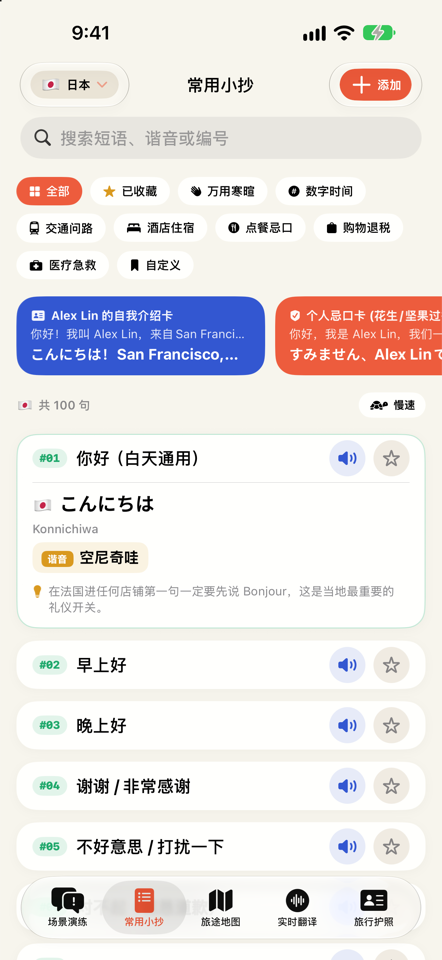 9:41
日本
常用小抄
添加
搜索短语、谐音或编号
全部
已收藏
万用寒暄
数字时间
交通问路
酒店住宿
点餐忌口
购物退税
医疗急救
自定义
Alex Lin 的自我介绍卡
你好！我叫 Alex Lin，来自 San Franci...
こんにちは！San Francisco,...
个人忌口卡 (花生/坚果过
你好，我是 Alex Lin，我们一
すみません、Alex Linで
共 100 句
慢速
#01 你好（白天通用）
こんにちは
Konnichiwa
谐音 空尼奇哇
在法国进任何店铺第一句一定要先说 Bonjour，这是当地最重要的
礼仪开关。
#02 早上好
#03 晚上好
#04 谢谢 / 非常感谢
#05 不好意思 / 打扰一下
场景演练
常用小抄
旅途地图
实时翻译
旅行护照